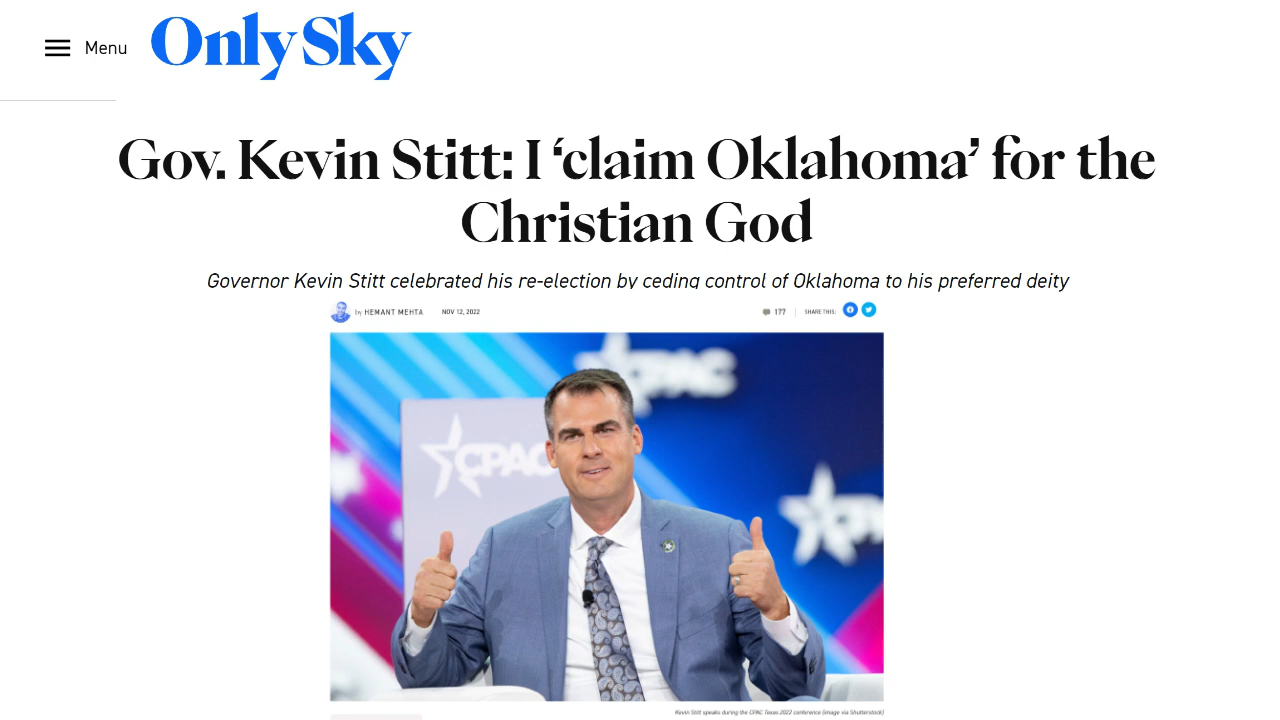 Menu
Only Sky
Gov. Kevin Stitt: I ‘claim Oklahoma’ for the
Christian God
Governor Kevin Stitt celebrated his re-election by ceding control of Oklahoma to his preferred deity
by HEMANT MEHTA NOV 12, 2022 177 SHARE THIS:
CPAC
CPAC
Kevin Stitt speaks during the CPAC Texas 2022 conference (image via Shutterstock)